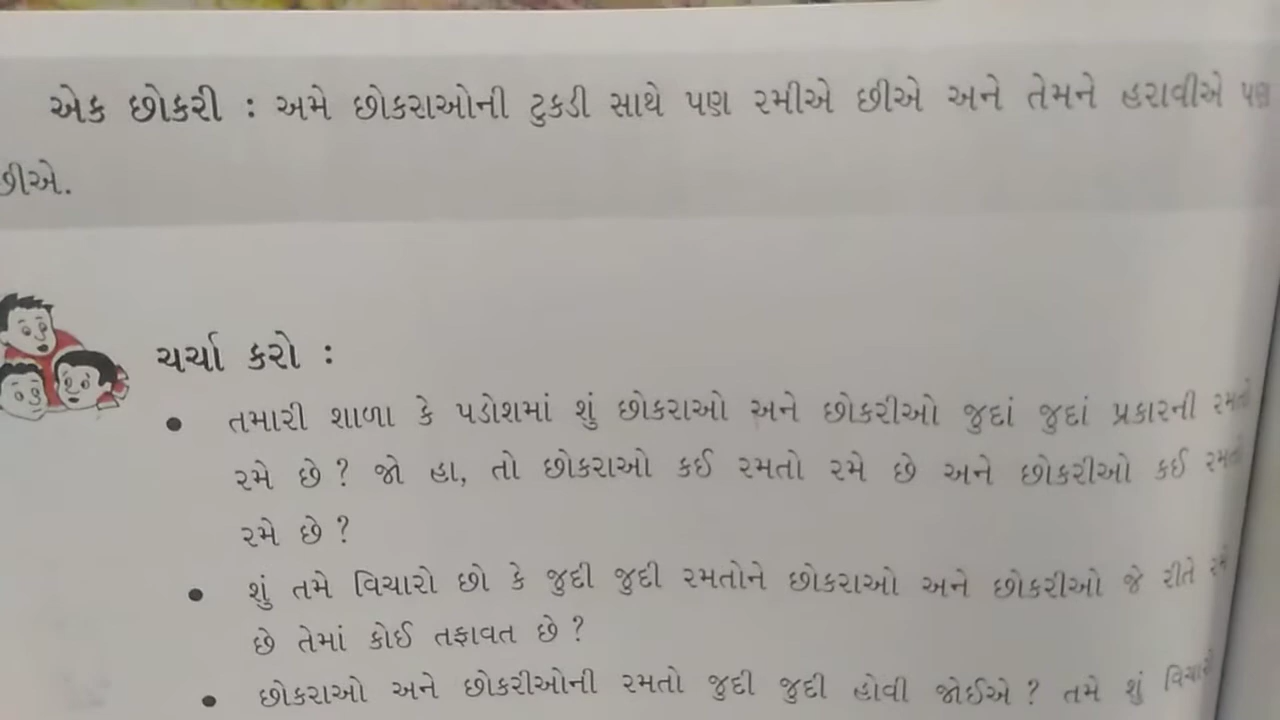 એક છોકરી : અમે છોકરાઓની ટુકડી સાથે પણ રમીએ છીએ અને તેમને હરાવીએ પણ
છીએ.
ચર્ચા કરો :
• તમારી શાળા કે પડોશમાં શું છોકરાઓ અને છોકરીઓ જુદાં જુદાં પ્રકારની રમતો
રમે છે ? જો હા, તો છોકરાઓ કઈ રમતો રમે છે અને છોકરીઓ કઈ રમતો
રમે છે ?
• શું તમે વિચારો છો કે જુદી જુદી રમતોને છોકરાઓ અને છોકરીઓ જે રીતે રમે
છે તેમાં કોઈ તફાવત છે ?
• છોકરાઓ અને છોકરીઓની રમતો જુદી જુદી હોવી જોઈએ ? તમે શું